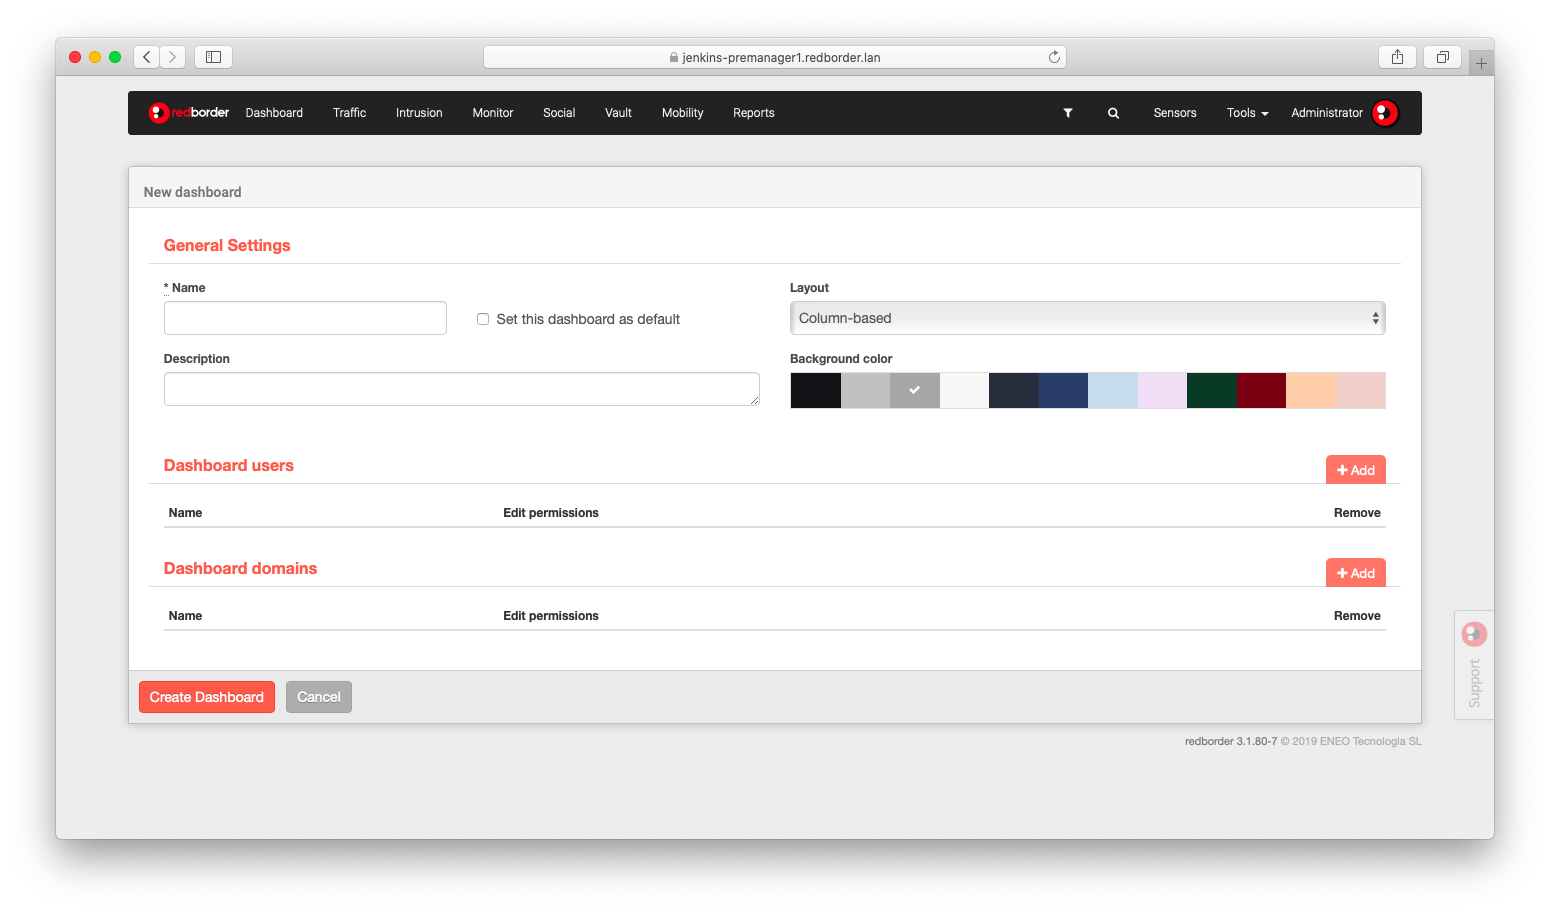 jenkins-premanager1.redborder.lan
redborder Dashboard Traffic Intrusion Monitor Social Vault Mobility Reports Sensors Tools Administrator
New dashboard
General Settings
* Name
Set this dashboard as default
Layout
Column-based
Description
Background color
Dashboard users
+ Add
Name Edit permissions Remove
Dashboard domains
+ Add
Name Edit permissions Remove
Support
Create Dashboard Cancel
redborder 3.1.80-7 © 2019 ENEO Tecnologia SL